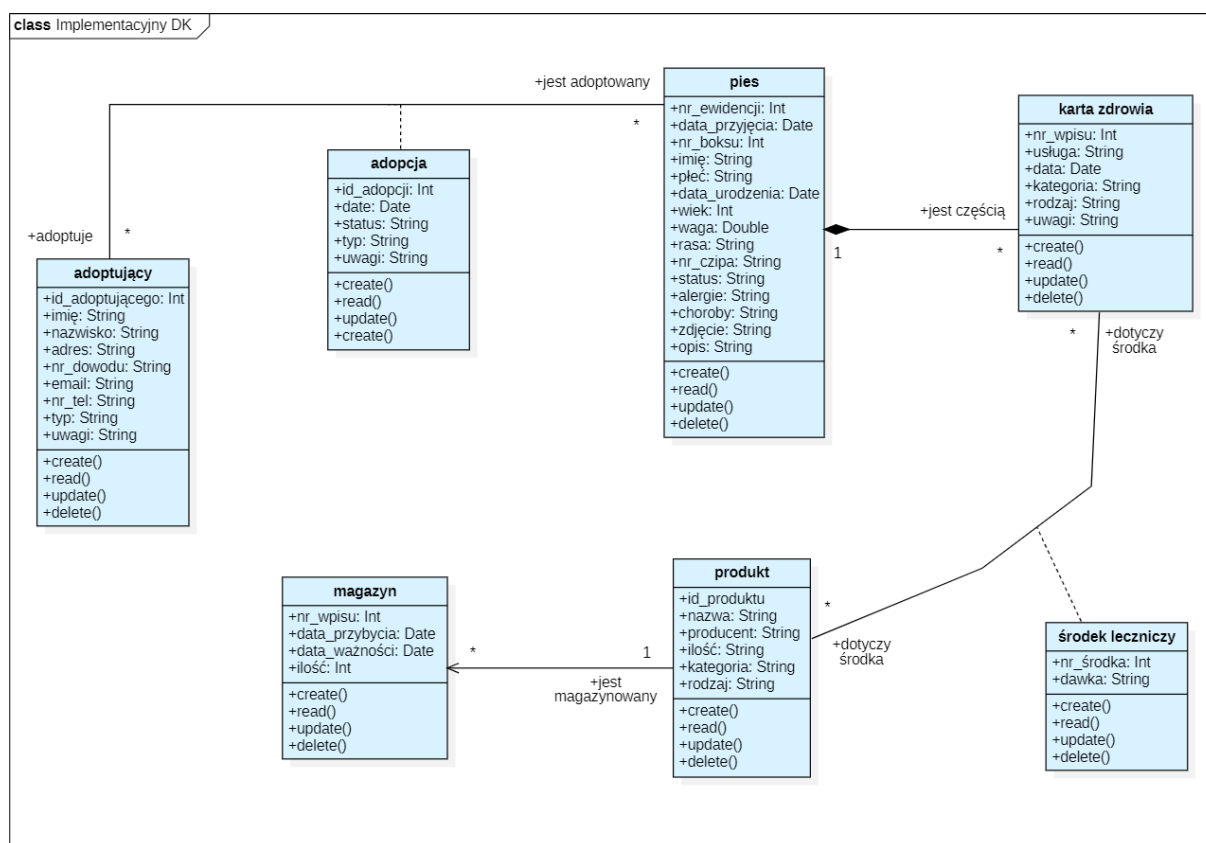 class Implementacyjny DK
+jest adoptowany
*
+adoptuje
*
adopcja
+id_adopcji: Int
+date: Date
+status: String
+typ: String
+uwagi: String
+create()
+read()
+update()
+create()
adoptujący
+id_adoptującego: Int
+imię: String
+nazwisko: String
+adres: String
+nr_dowodu: String
+email: String
+nr_tel: String
+typ: String
+uwagi: String
+create()
+read()
+update()
+delete()
pies
+nr_ewidencji: Int
+data_przyjęcia: Date
+nr_boksu: Int
+imię: String
+płeć: String
+data_urodzenia: Date
+wiek: Int
+waga: Double
+rasa: String
+nr_czipa: String
+status: String
+alergie: String
+choroby: String
+zdjęcie: String
+opis: String
+create()
+read()
+update()
+delete()
+jest częścią
1
*
karta zdrowia
+nr_wpisu: Int
+usługa: String
+data: Date
+kategoria: String
+rodzaj: String
+uwagi: String
+create()
+read()
+update()
+delete()
*
+dotyczy
środka
magazyn
+nr_wpisu: Int
+data_przybycia: Date
+data_ważności: Date
+ilość: Int
+create()
+read()
+update()
+delete()
*
1
+jest
magazynowany
produkt
+id_produktu
+nazwa: String
+producent: String
+ilość: String
+kategoria: String
+rodzaj: String
+create()
+read()
+update()
+delete()
*
+dotyczy
środka
środek leczniczy
+nr_środka: Int
+dawka: String
+create()
+read()
+update()
+delete()